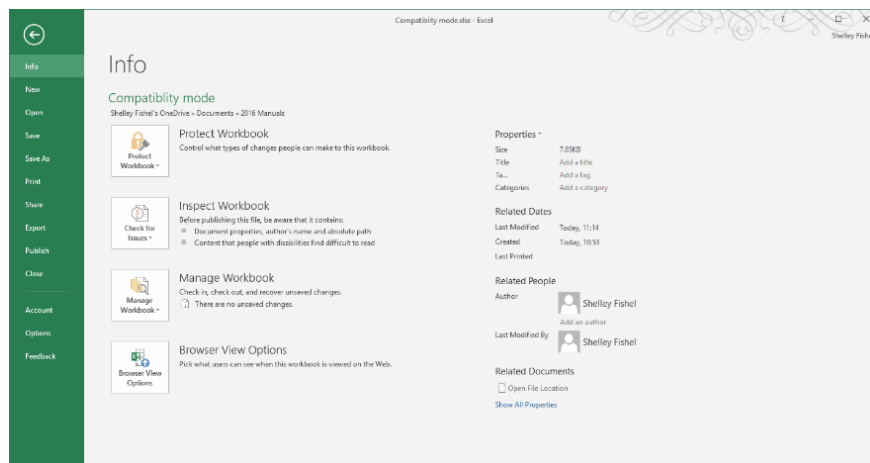 Compatiblity mode.xlsx - Excel
?
Shelley Fishe
Info
New
Open
Save
Save As
Print
Share
Export
Publish
Close
Account
Options
Feedback
Info
Compatiblity mode
Shelley Fishel's OneDrive » Documents » 2016 Manuals
Protect Workbook
Control what types of changes people can make to this workbook.
Protect
Workbook
Inspect Workbook
Before publishing this file, be aware that it contains:
Document properties, author's name and absolute path
Content that people with disabilities find difficult to read
Check for
Issues
Manage Workbook
Check in, check out, and recover unsaved changes.
There are no unsaved changes.
Manage
Workbook
Browser View Options
Pick what users can see when this workbook is viewed on the Web.
Browser View
Options
Properties
Size 7.83KB
Title Add a title
Ta... Add a tag
Categories Add a category
Related Dates
Last Modified Today, 11:14
Created Today, 10:53
Last Printed
Related People
Author Shelley Fishel
Add an author
Last Modified By Shelley Fishel
Related Documents
Open File Location
Show All Properties